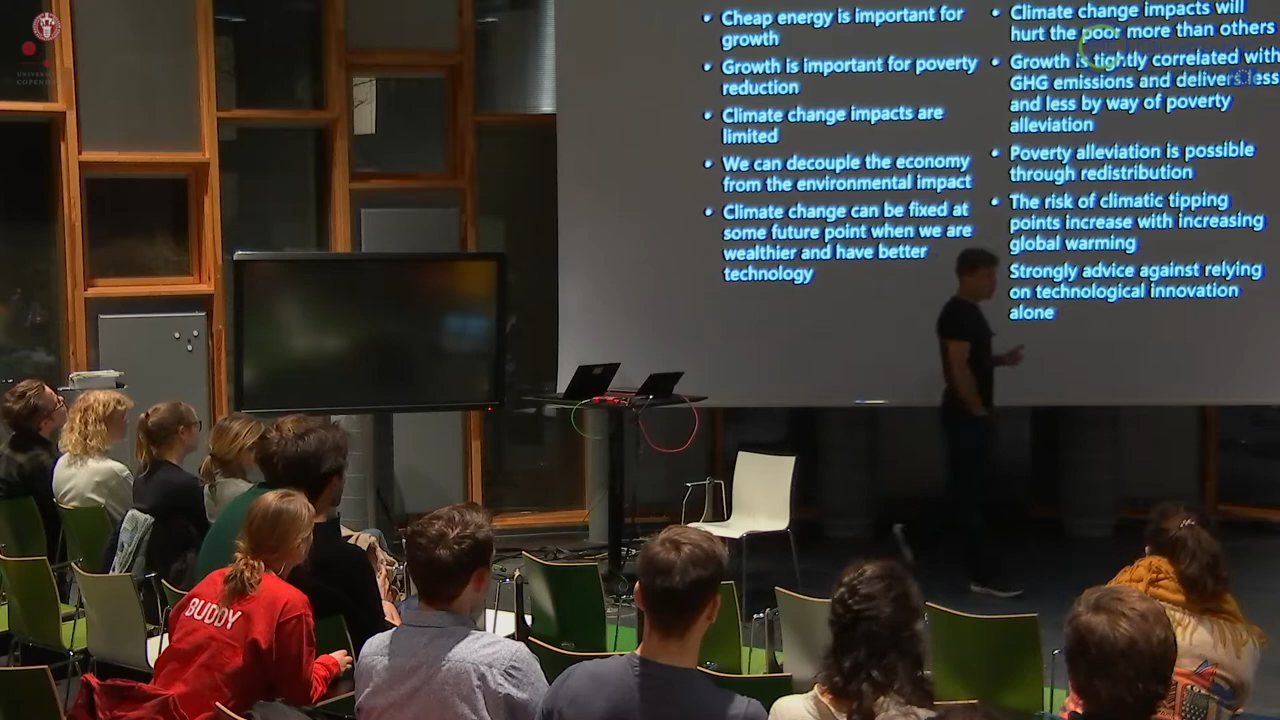 • Cheap energy is important for
growth
• Growth is important for poverty
reduction
• Climate change impacts are
limited
• We can decouple the economy
from the environmental impact
• Climate change can be fixed at
some future point when we are
wealthier and have better
technology
• Climate change impacts will
hurt the poor more than others
• Growth is tightly correlated with
GHG emissions and delivers less
and less by way of poverty
alleviation
• Poverty alleviation is possible
through redistribution
• The risk of climatic tipping
points increase with increasing
global warming
Strongly advice against relying
on technological innovation
alone
BUDDY